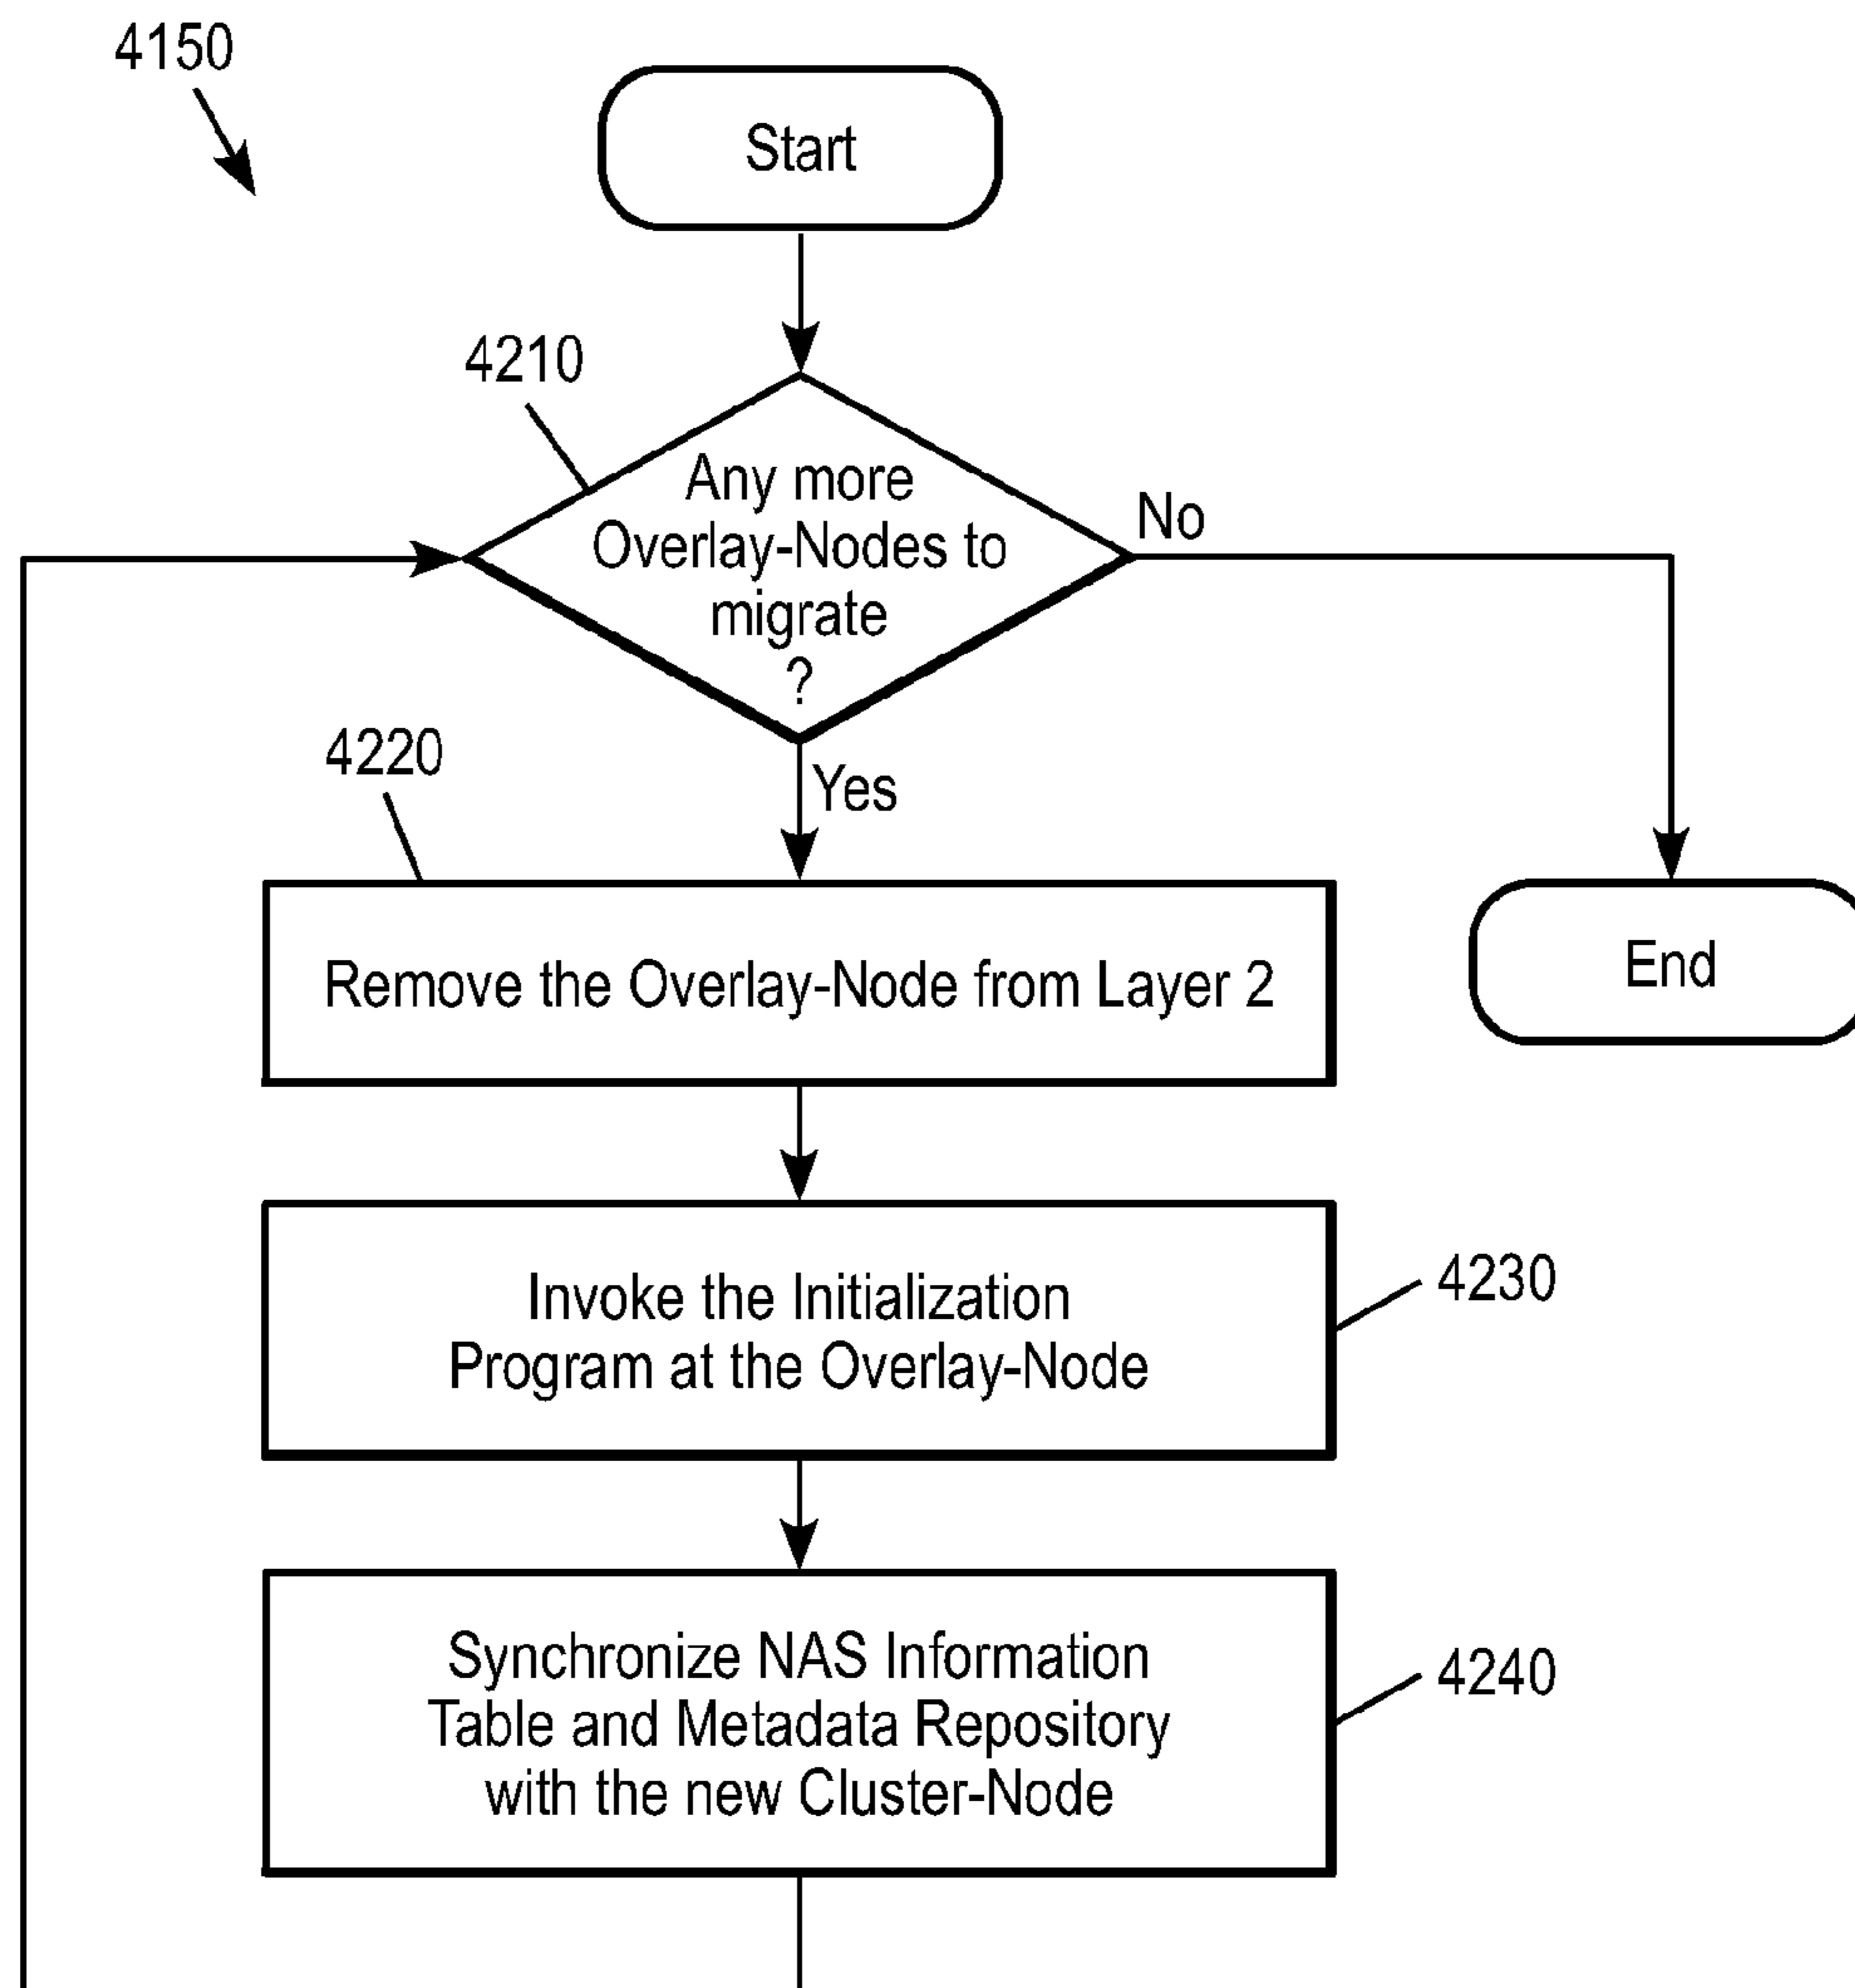 4150
Start
4210
Any more
Overlay-Nodes to
migrate
?
No
Yes
4220
Remove the Overlay-Node from Layer 2
End
Invoke the Initialization
Program at the Overlay-Node
4230
Synchronize NAS Information
Table and Metadata Repository
with the new Cluster-Node
4240